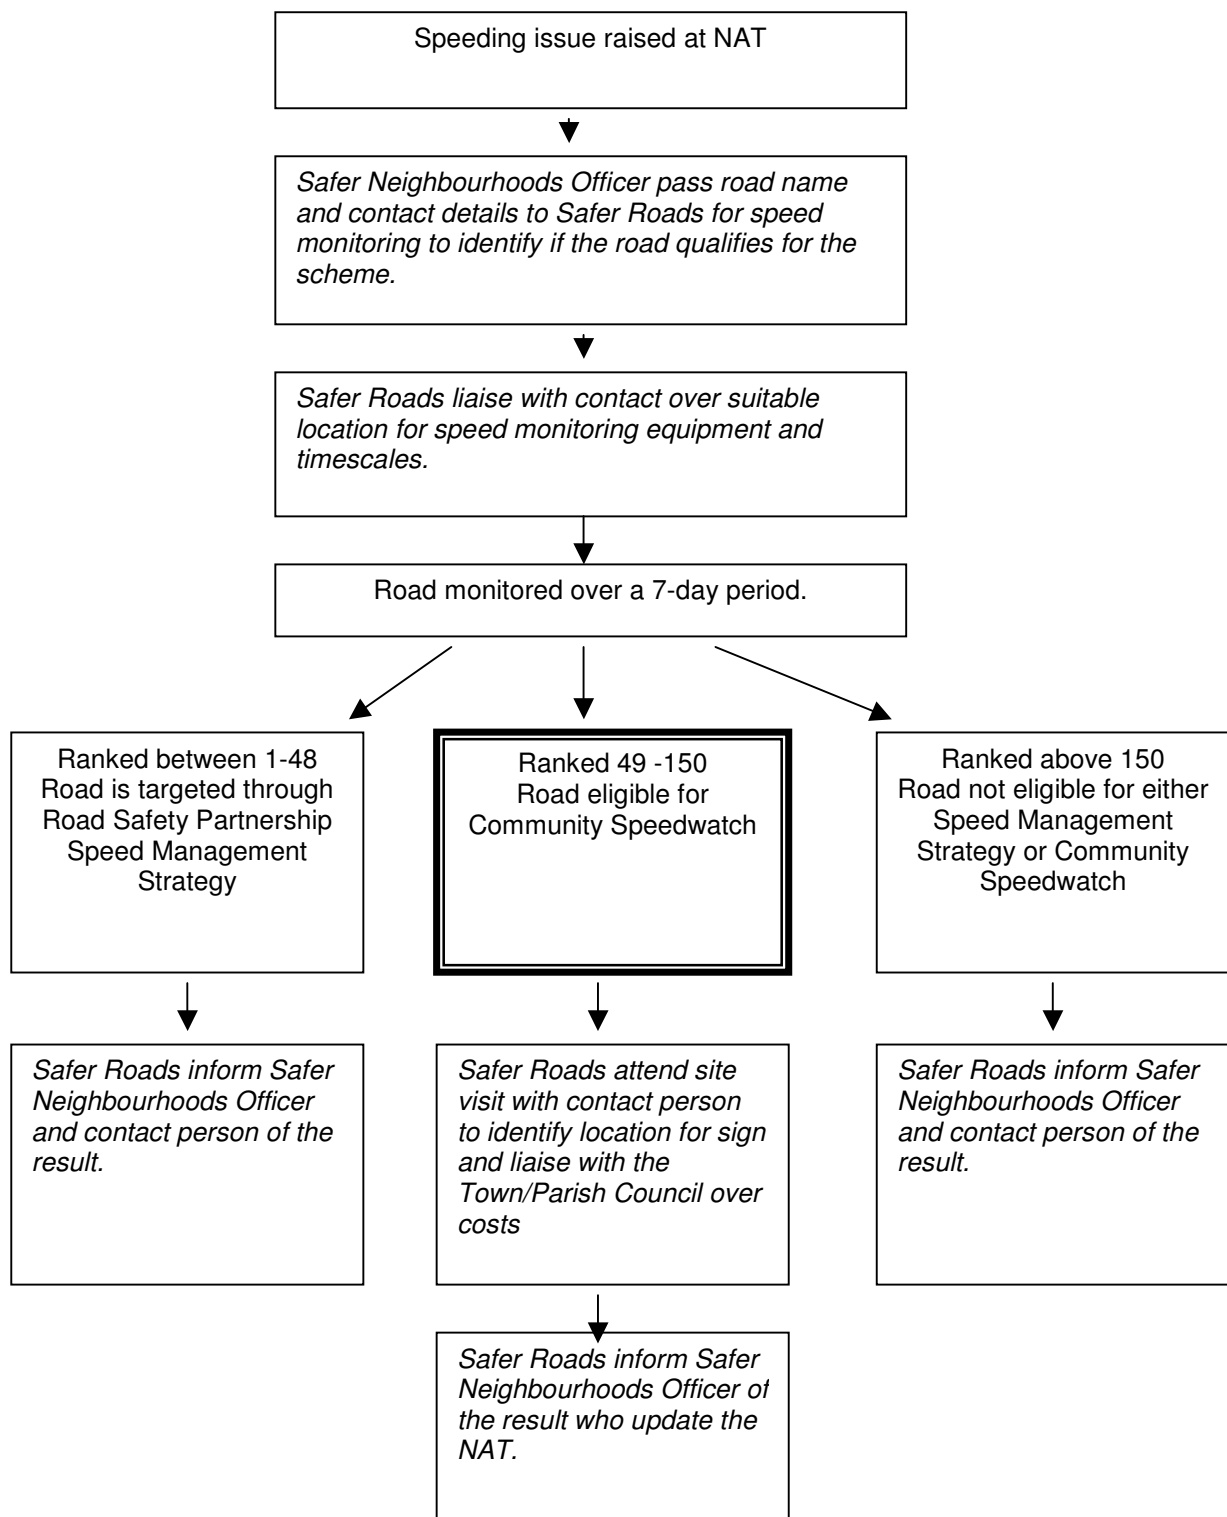 Speeding issue raised at NAT
Safer Neighbourhoods Officer pass road name
and contact details to Safer Roads for speed
monitoring to identify if the road qualifies for the
scheme.
Safer Roads liaise with contact over suitable
location for speed monitoring equipment and
timescales.
Road monitored over a 7-day period.
Ranked between 1-48
Road is targeted through
Road Safety Partnership
Speed Management
Strategy
Ranked 49 -150
Road eligible for
Community Speedwatch
Ranked above 150
Road not eligible for either
Speed Management
Strategy or Community
Speedwatch
Safer Roads inform Safer
Neighbourhoods Officer
and contact person of the
result.
Safer Roads attend site
visit with contact person
to identify location for sign
and liaise with the
Town/Parish Council over
costs
Safer Roads inform Safer
Neighbourhoods Officer
and contact person of the
result.
Safer Roads inform Safer
Neighbourhoods Officer of
the result who update the
NAT.